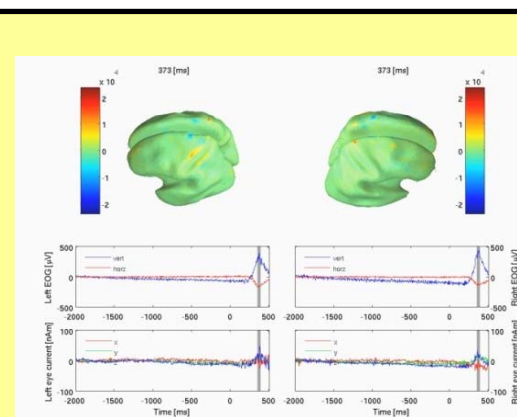 373 [ms]
373 [ms]
x 10 4
x 10 4
2
1
0
-1
-2
2
1
0
-1
-2
500
0
-500
Left EOG [µV]
vert
horz
-2000 -1500 -1000 -500 0 500
vert
horz
-2000 -1500 -1000 -500 0 500
500
0
-500
Right EOG [µV]
100
0
-100
Left eye current [nAm]
x
y
-2000 -1500 -1000 -500 0 500
Time [ms]
x
y
-2000 -1500 -1000 -500 0 500
Time [ms]
100
0
-100
Right eye current [nAm]